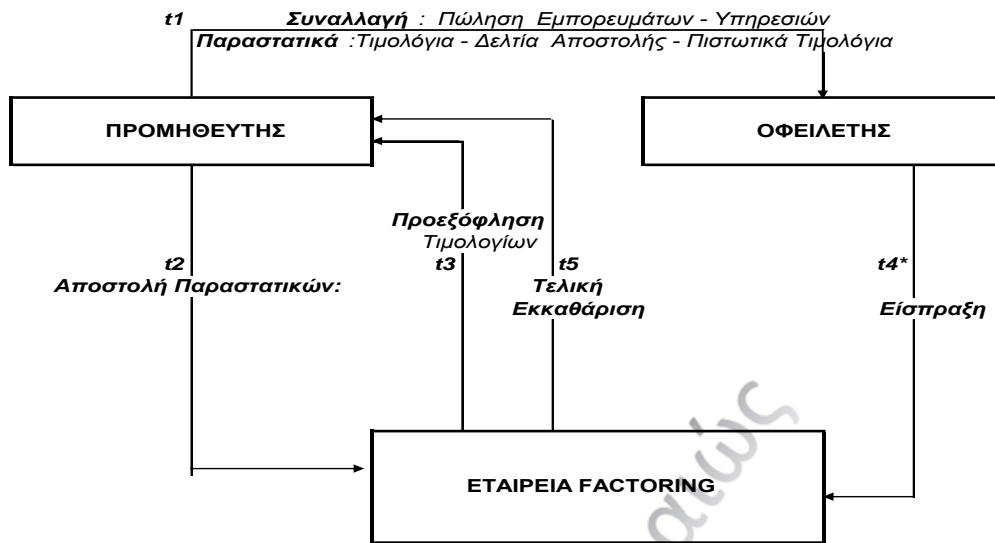 t1 Συναλλαγή : Πώληση Εμπορευμάτων - Υπηρεσιών
Παραστατικά :Τιμολόγια - Δελτία Αποστολής - Πιστωτικά Τιμολόγια
ΠΡΟΜΗΘΕΥΤΗΣ
ΟΦΕΙΛΕΤΗΣ
Προεξόφληση
Τιμολογίων
t2
Αποστολή Παραστατικών:
t3
t5
Τελική
Εκκαθάριση
t4*
Είσπραξη
ΕΤΑΙΡΕΙΑ FACTORING